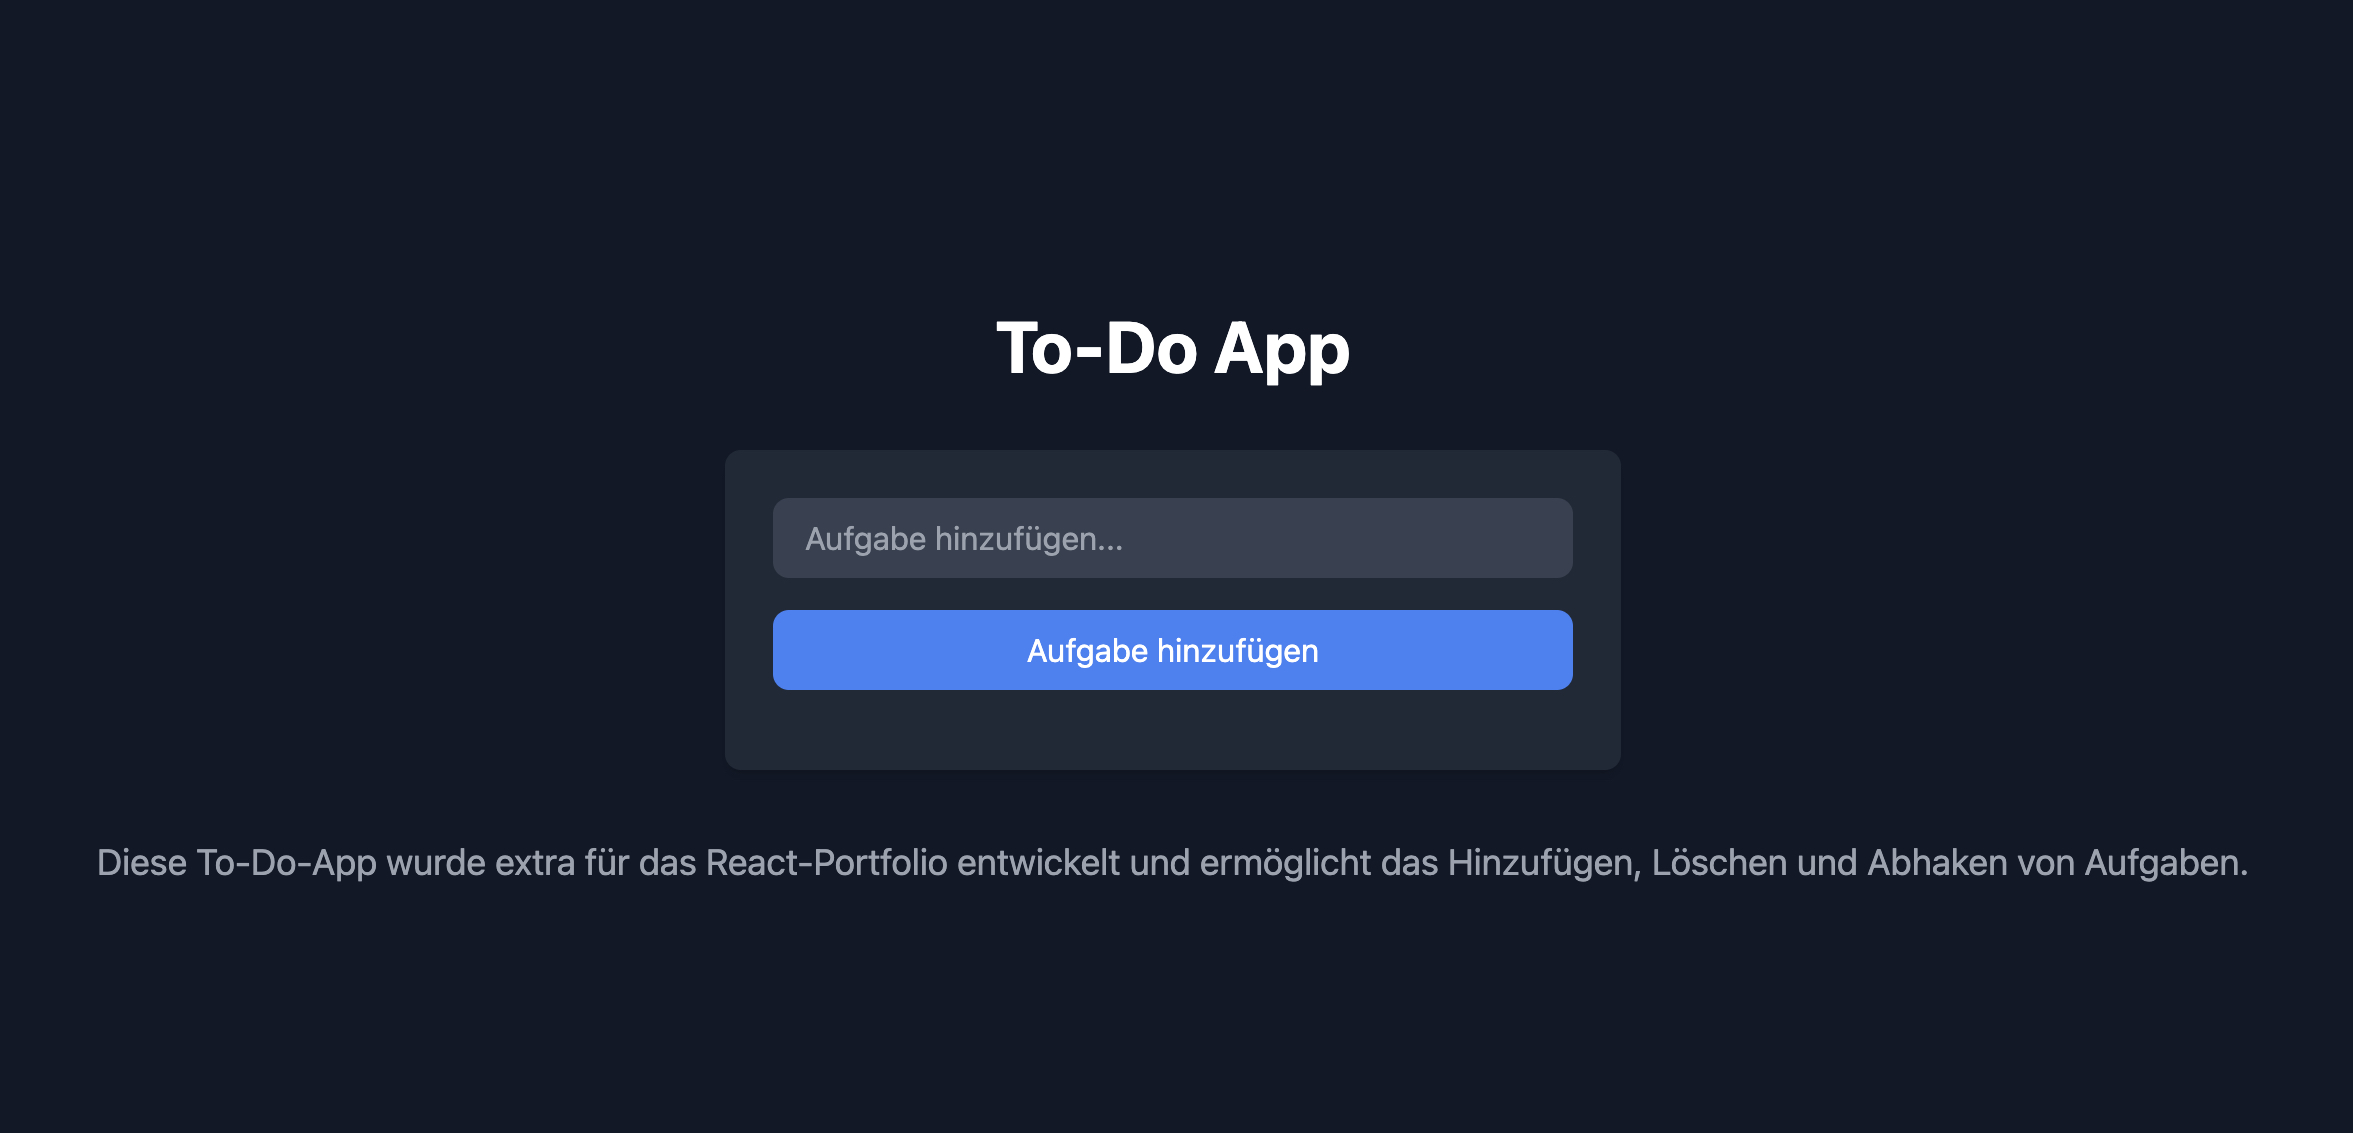 To-Do App
Aufgabe hinzufügen...
Aufgabe hinzufügen
Diese To-Do-App wurde extra für das React-Portfolio entwickelt und ermöglicht das Hinzufügen, Löschen und Abhaken von Aufgaben.